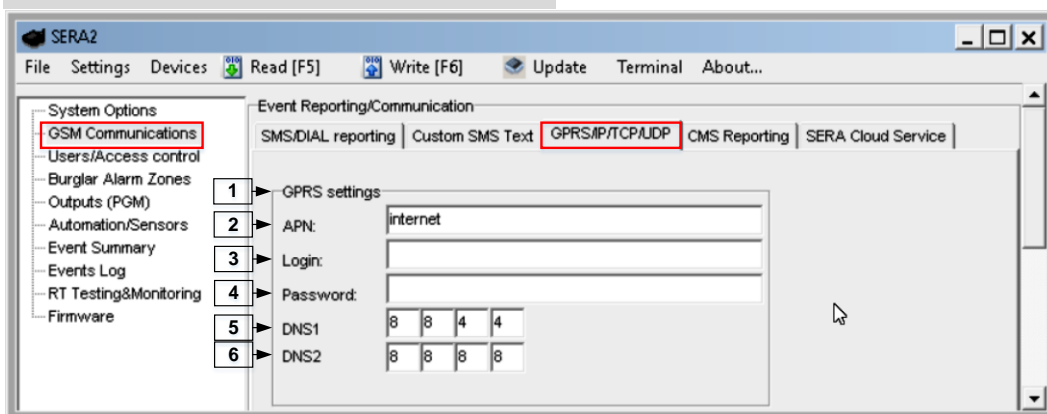 SERA2
File Settings Devices Read [F5] Write [F6] Update Terminal About...
System Options
GSM Communications
Users/Access control
Burglar Alarm Zones
Outputs (PGM)
Automation/Sensors
Event Summary
Events Log
RT Testing&Monitoring
Firmware
Event Reporting/Communication
SMS/DIAL reporting Custom SMS Text GPRS/IP/TCP/UDP CMS Reporting SERA Cloud Service
1 GPRS settings
2 APN: internet
3 Login:
4 Password:
5 DNS1 8 8 4 4
6 DNS2 8 8 8 8